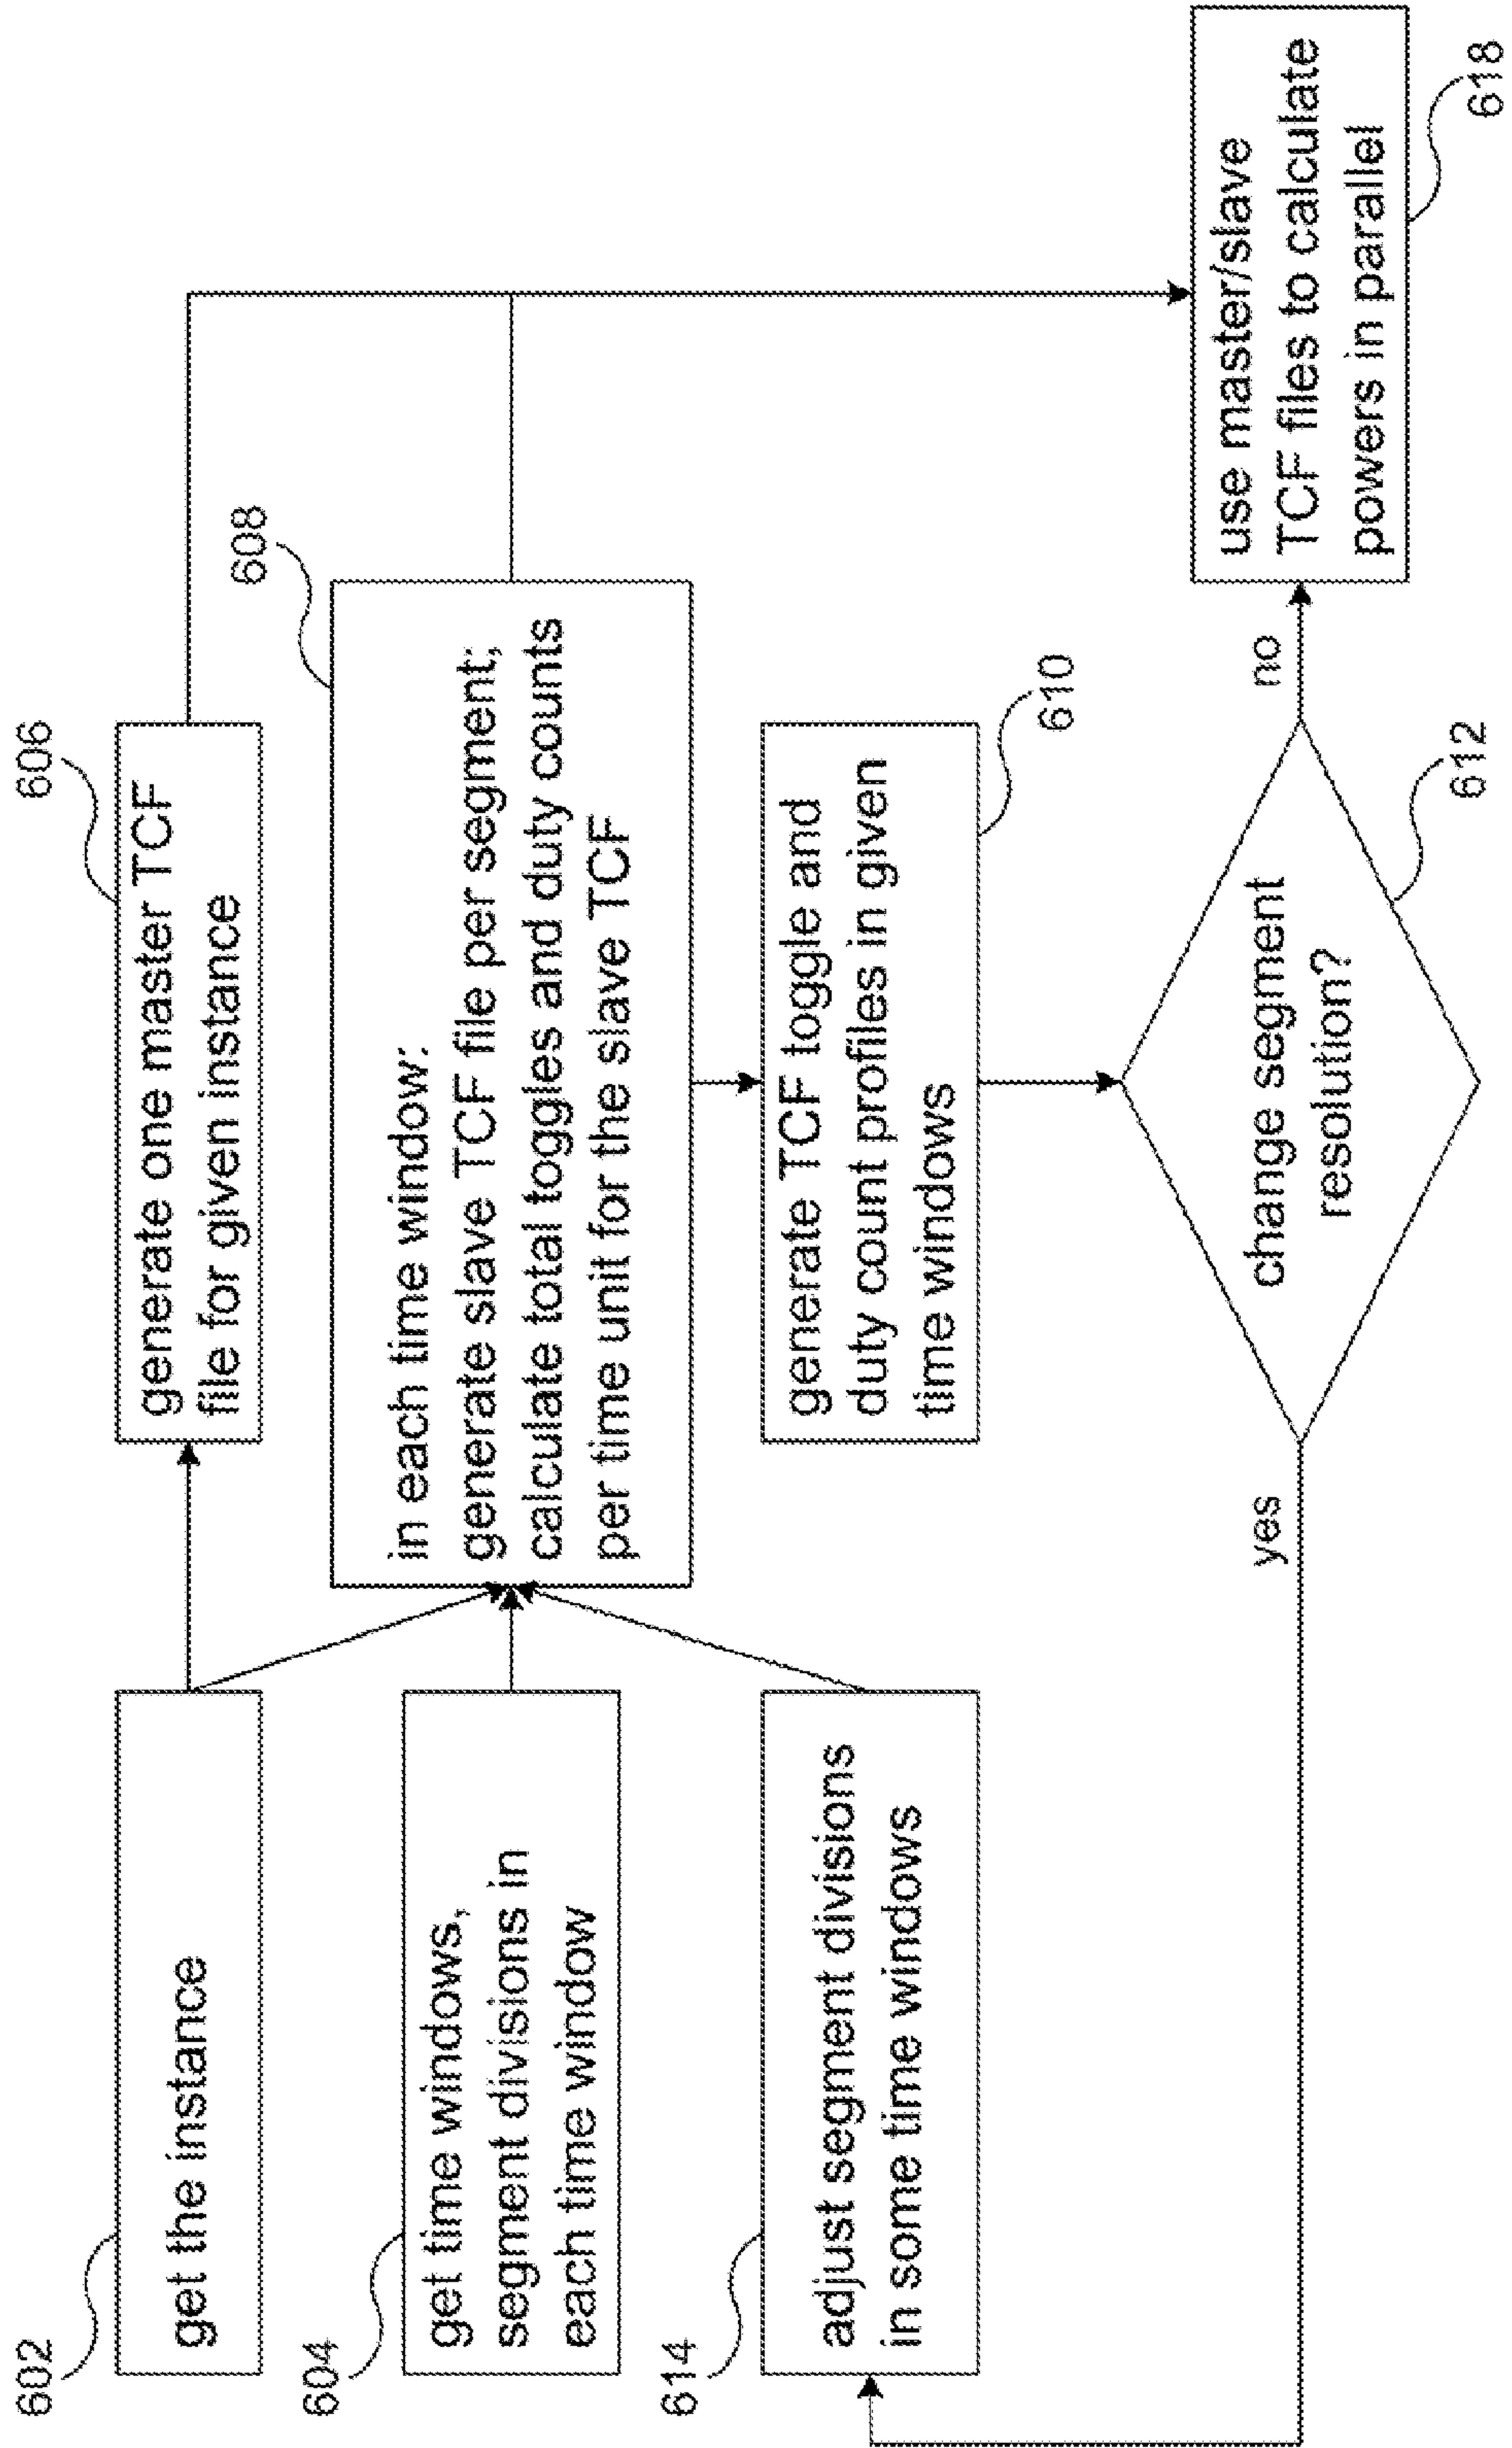 602
get the instance
606
generate one master TCF
file for given instance
604
get time windows,
segment divisions in
each time window
608
in each time window:
generate slave TCF file per segment;
calculate total toggles and duty counts
per time unit for the slave TCF
614
adjust segment divisions
in some time windows
generate TCF toggle and
duty count profiles in given
time windows
610
yes
change segment
resolution?
612
no
use master/slave
TCF files to calculate
powers in parallel
618